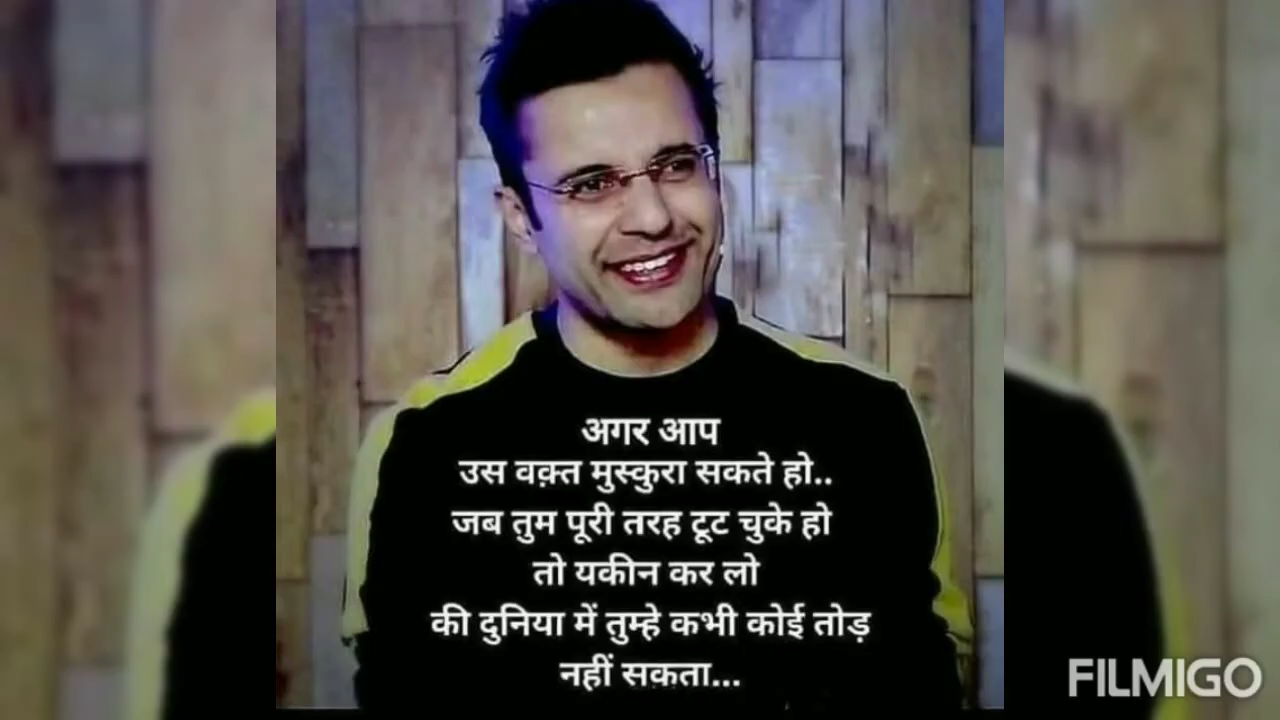 अगर आप
उस वक़्त मुस्कुरा सकते हो..
जब तुम पूरी तरह टूट चुके हो
तो यकीन कर लो
की दुनिया में तुम्हे कभी कोई तोड़
नहीं सकता...
FILMIGO